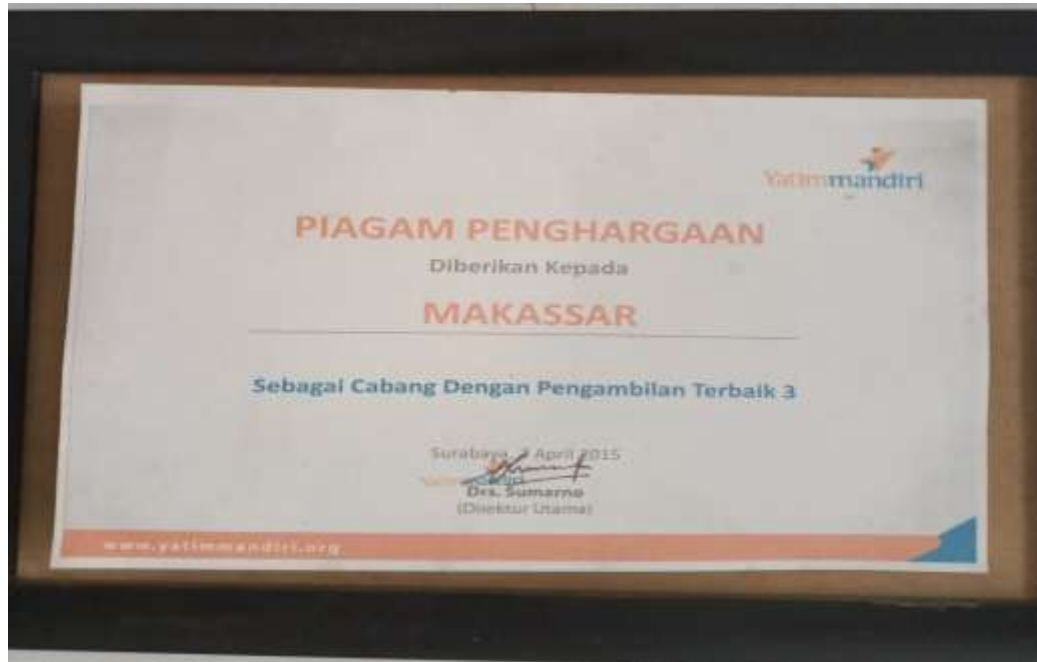 Yatimmandiri
PIAGAM PENGHARGAAN
Diberikan Kepada
MAKASSAR
Sebagai Cabang Dengan Pengambilan Terbaik 3
Surabaya, April 2015
Drs. Sumarno
(Direktur Utama)
www.yatimmandiri.org